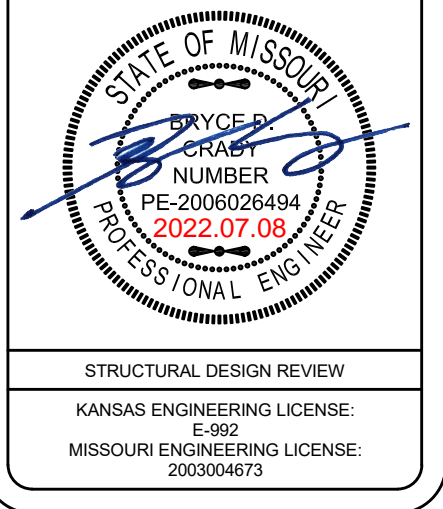 STATE OF MISSOURI
BRYCE D.
CRADY
NUMBER
PE-2006026494
2022.07.08
PROFESSIONAL ENGINEER
STRUCTURAL DESIGN REVIEW
KANSAS ENGINEERING LICENSE:
E-992
MISSOURI ENGINEERING LICENSE:
2003004673